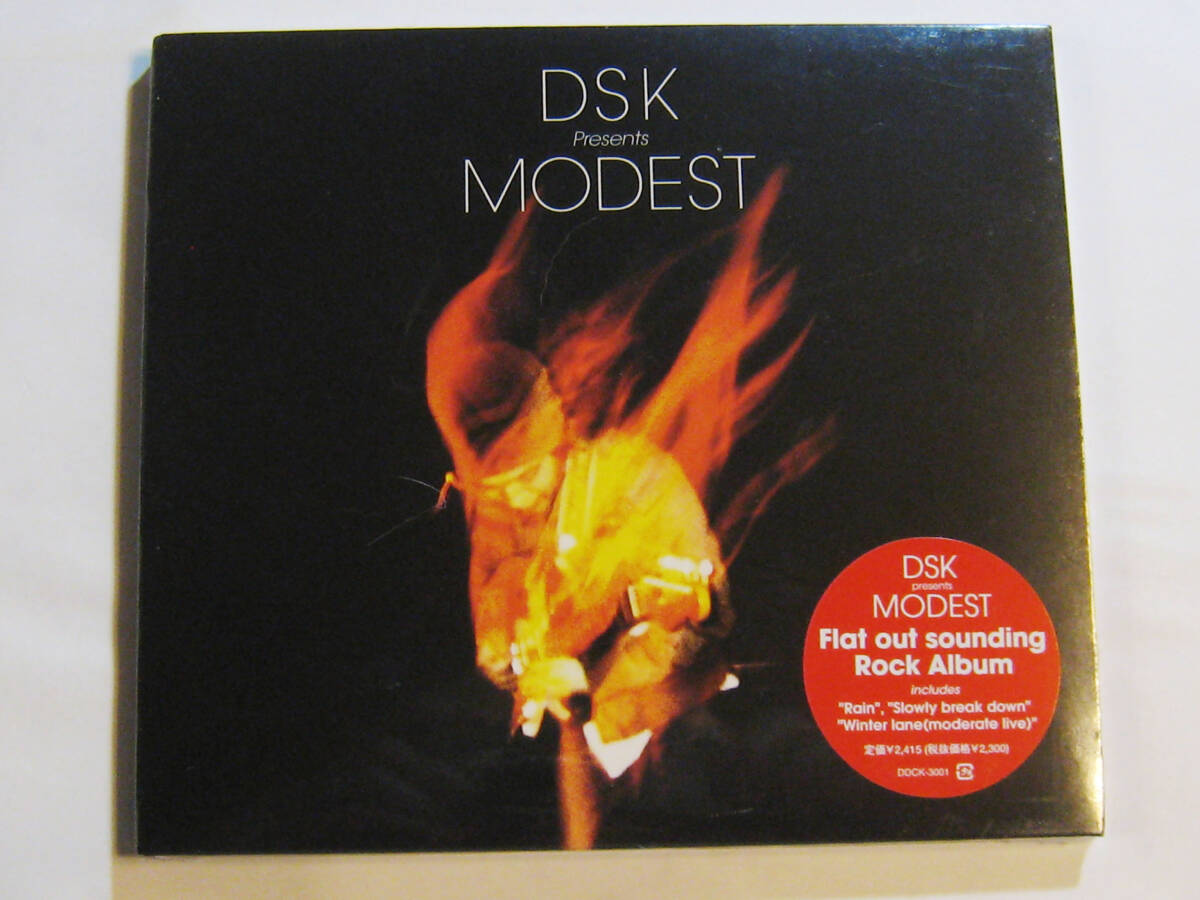 DSK
Presents
MODEST
DSK
presents
MODEST
Flat out sounding
Rock Album
includes
"Rain", "Slowly break down"
"Winter lane(moderate live)"
定価¥2,415 (税抜価格¥2,300)
DDCK-3001